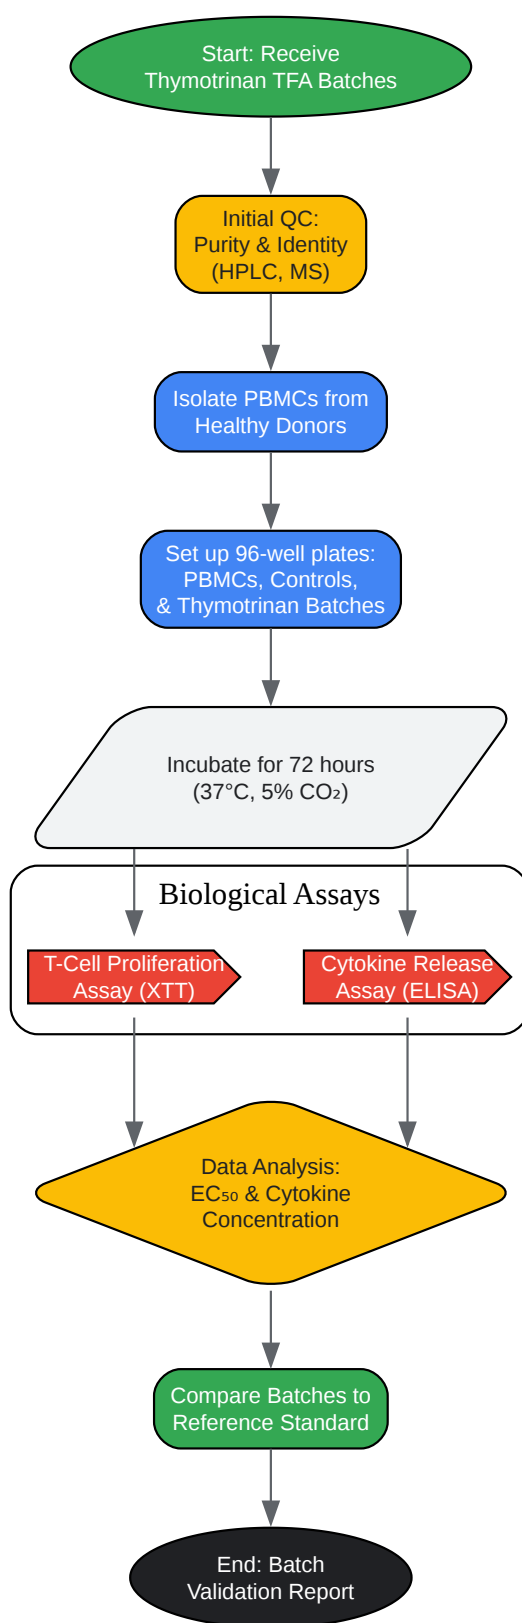 Start: Receive
Thymotrinan TFA Batches
Initial QC:
Purity & Identity
(HPLC, MS)
Isolate PBMCs from
Healthy Donors
Set up 96-well plates:
PBMCs, Controls,
& Thymotrinan Batches
Incubate for 72 hours
(37°C, 5% CO₂)
Biological Assays
T-Cell Proliferation
Assay (XTT)
Cytokine Release
Assay (ELISA)
Data Analysis:
EC₅₀ & Cytokine
Concentration
Compare Batches to
Reference Standard
End: Batch
Validation Report